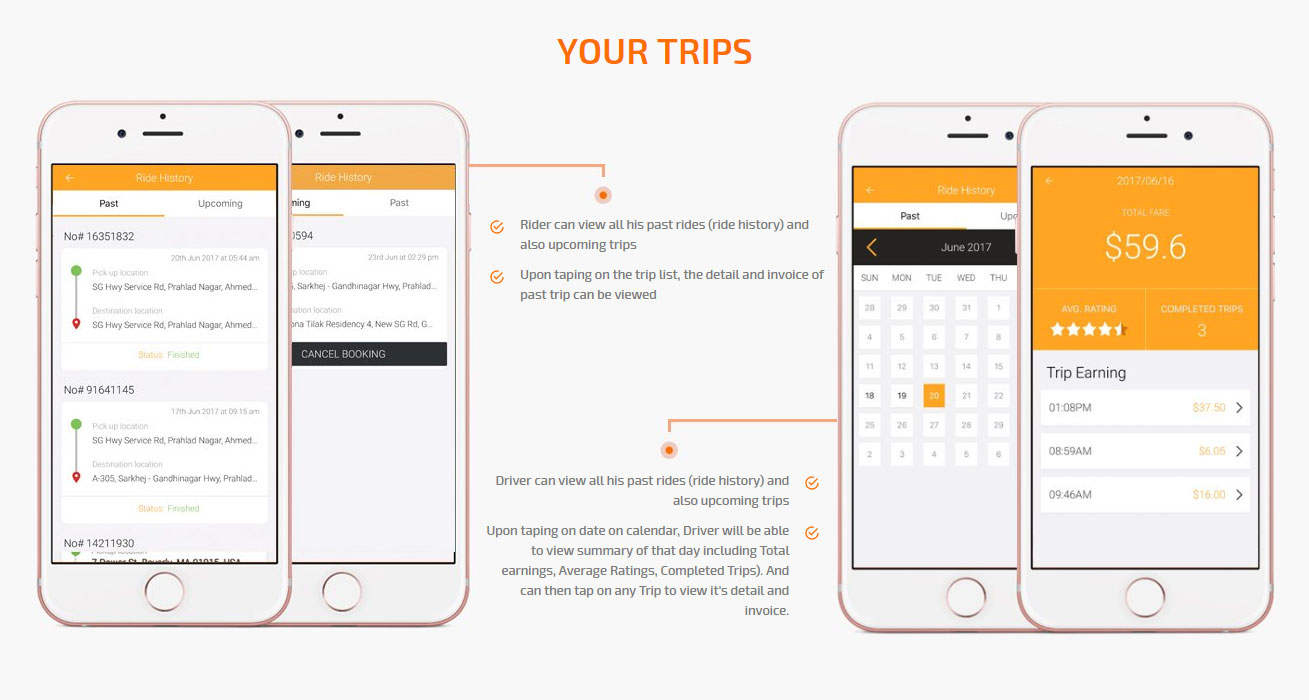 YOUR TRIPS
Ride History
Past Upcoming
No# 16351832
20th Jun 2017 at 05:44 am
Pick up location
SG Hwy Service Rd, Prahlad Nagar, Ahmed...
Destination location
SG Hwy Service Rd, Prahlad Nagar, Ahmed...
Status: Finished
No# 91641145
17th Jun 2017 at 09:15 am
Pick up location
SG Hwy Service Rd, Prahlad Nagar, Ahmed...
Destination location
A-305, Sarkhej - Gandhinagar Hwy, Prahlad...
Status: Finished
No# 14211930
Ride History
ming Past
0594
23rd Jun at 02:29 pm
p location
, Sarkhej - Gandhinagar Hwy, Prahlad...
ation location
ona Tilak Residency 4, New SG Rd, G...
CANCEL BOOKING
Rider can view all his past rides (ride history) and
also upcoming trips
Upon taping on the trip list, the detail and invoice of
past trip can be viewed
Driver can view all his past rides (ride history) and
also upcoming trips
Upon taping on date on calendar, Driver will be able
to view summary of that day including Total
earnings, Average Ratings, Completed Trips). And
can then tap on any Trip to view it's detail and
invoice.
Ride History
Past Upc
June 2017
SUN MON TUE WED THU
28 29 30 31 1
4 5 6 7 8
11 12 13 14 15
18 19 20 21 22
25 26 27 28 29
2 3 4 5 6
2017/06/16
TOTAL FARE
$59.6
AVG. RATING COMPLETED TRIPS
3
Trip Earning
01:08PM $37.50
08:59AM $6.05
09:46AM $16.00